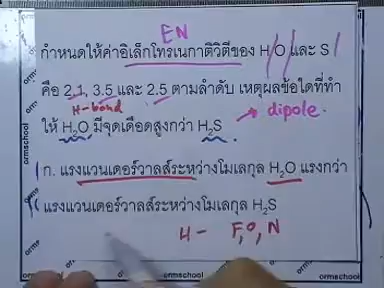 EN
กำหนดให้ค่าอิเล็กโทรเนกาติวิตีของ H O และ S
คือ 2.1, 3.5 และ 2.5 ตามลำดับ เหตุผลข้อใดที่ทำ
H-bond
dipole.
ให้ H₂O มีจุดเดือดสูงกว่า H₂S
ก. แรงแวนเดอร์วาลส์ระหว่างโมเลกุล H₂O แรงกว่า
แรงแวนเดอร์วาลส์ระหว่างโมเลกุล H₂S
H - F, O, N
ormschool
ormschool
ormschool